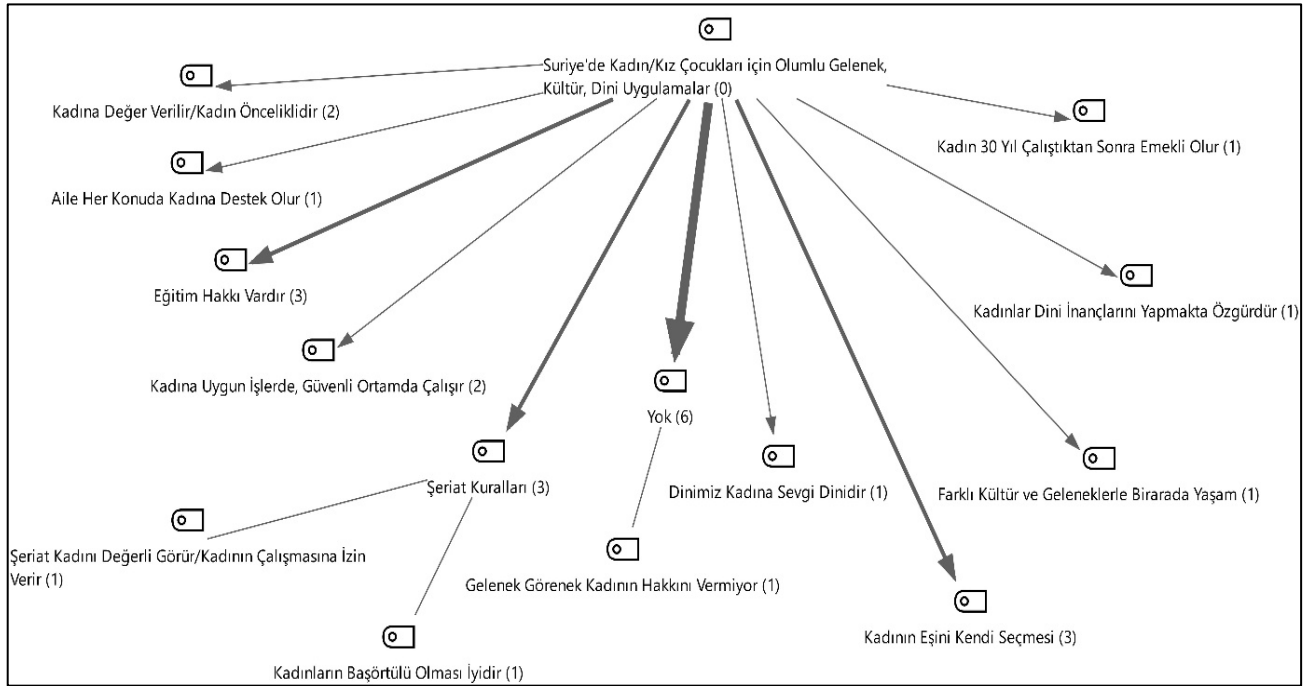 Suriye'de Kadın/Kız Çocukları için Olumlu Gelenek,
Kültür, Dini Uygulamalar (0)
Kadına Değer Verilir/Kadın Önceliklidir (2)
Kadın 30 Yıl Çalıştıktan Sonra Emekli Olur (1)
Aile Her Konuda Kadına Destek Olur (1)
Eğitim Hakkı Vardır (3)
Kadınlar Dini İnançlarını Yapmakta Özgürdür (1)
Kadına Uygun İşlerde, Güvenli Ortamda Çalışır (2)
Yok (6)
Şeriat Kuralları (3)
Dinimiz Kadına Sevgi Dinidir (1)
Farklı Kültür ve Geleneklerle Birarada Yaşam (1)
Şeriat Kadını Değerli Görür/Kadının Çalışmasına İzin
Verir (1)
Gelenek Görenek Kadının Hakkını Vermiyor (1)
Kadının Eşini Kendi Seçmesi (3)
Kadınların Başörtülü Olması İyidir (1)